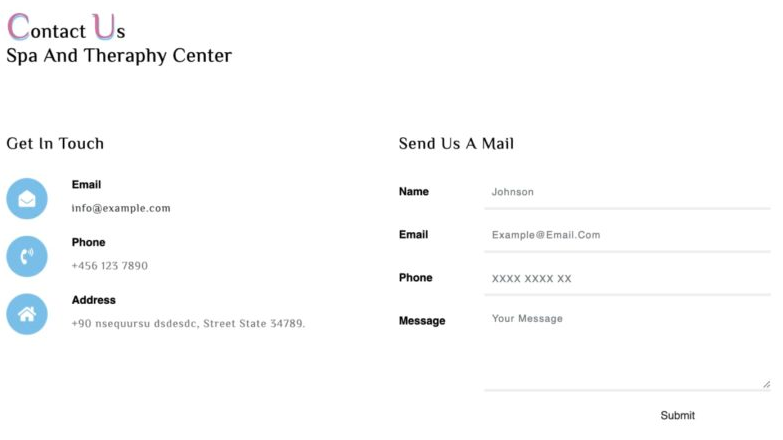 Contact Us
Spa And Theraphy Center
Get In Touch
Email
info@example.com
Phone
+456 123 7890
Address
+90 nsequursu dsdesdc, Street State 34789.
Send Us A Mail
Name
Johnson
Email
Example@Email.Com
Phone
XXXX XXXX XX
Message
Your Message
Submit